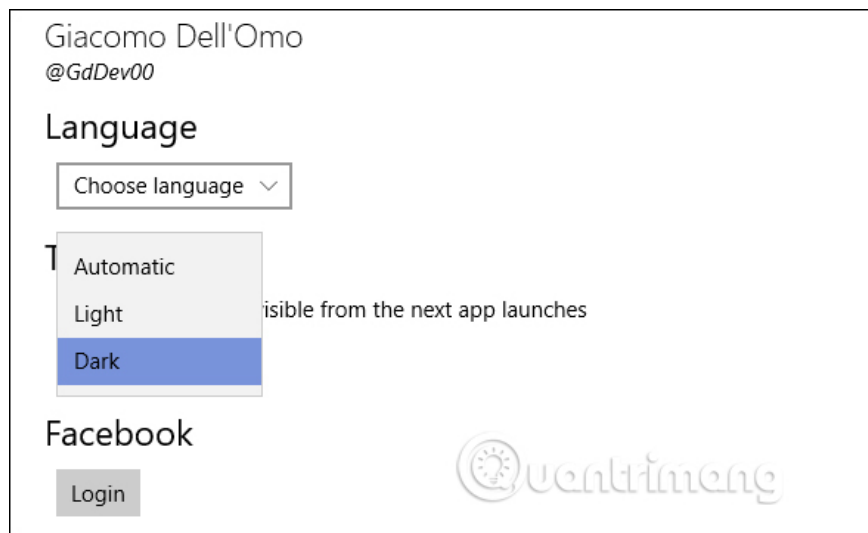 Giacomo Dell'Omo
@GdDev00
Language
Choose language
Automatic
Light
isible from the next app launches
Dark
Facebook
Login
Quantrimang